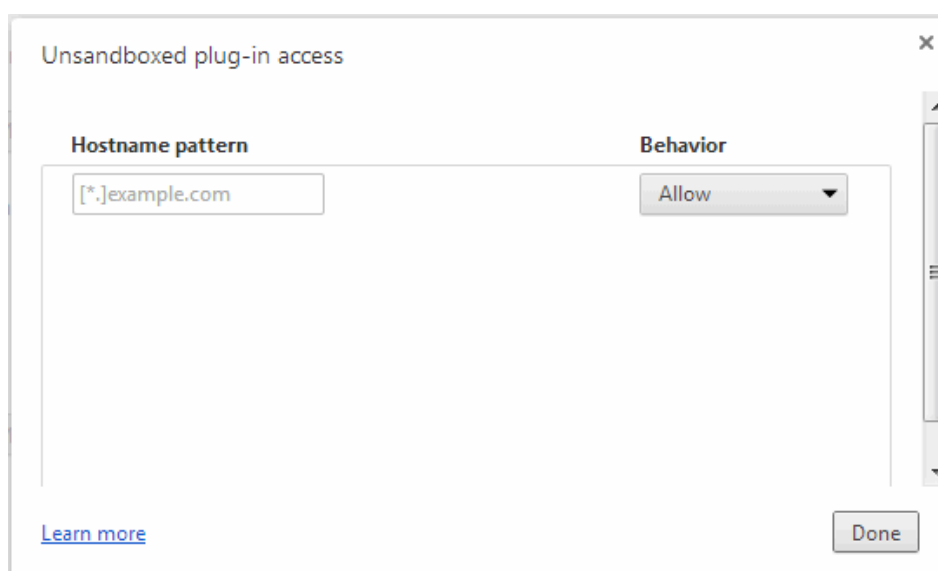 Unsandboxed plug-in access
Hostname pattern Behavior
[*.]example.com Allow
Learn more Done